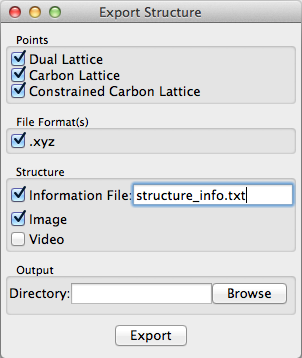 Export Structure
Points
Dual Lattice
Carbon Lattice
Constrained Carbon Lattice
File Format(s)
.xyz
Structure
Information File: structure_info.txt
Image
Video
Output
Directory: Browse
Export